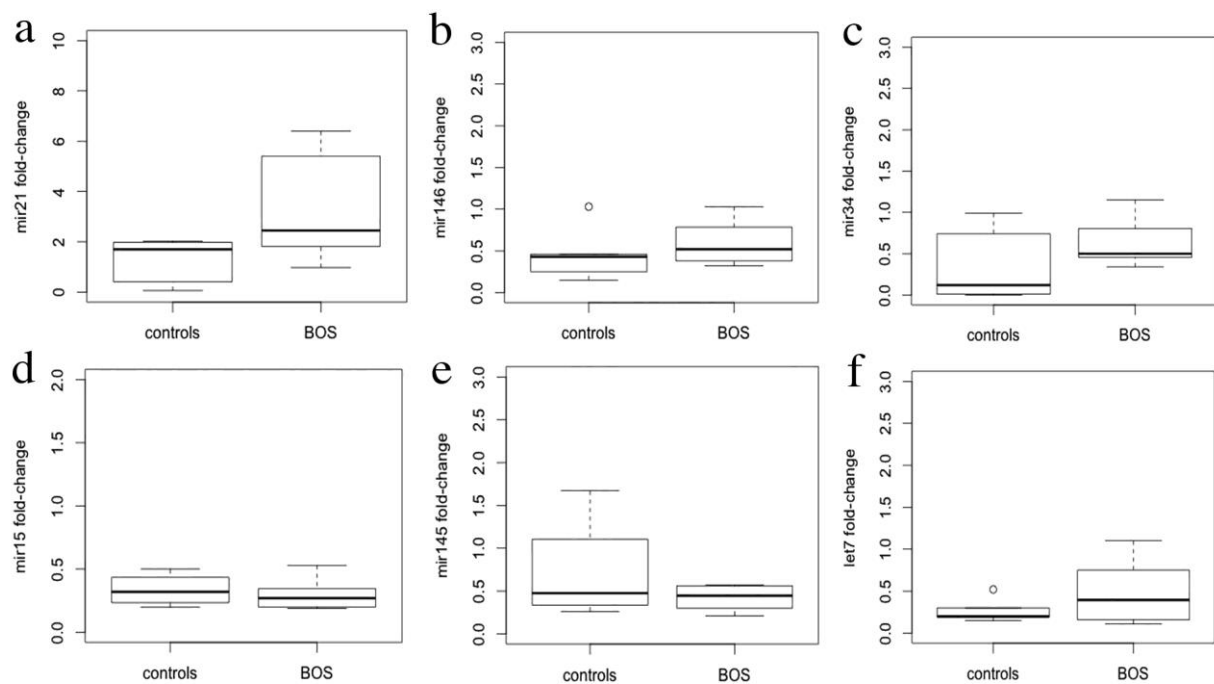 a
mir21 fold-change
10
8
6
4
2
0
controls BOS
b
mir146 fold-change
3.0
2.5
2.0
1.5
1.0
0.5
0.0
controls BOS
c
mir34 fold-change
3.0
2.5
2.0
1.5
1.0
0.5
0.0
controls BOS
d
mir15 fold-change
2.0
1.5
1.0
0.5
0.0
controls BOS
e
mir145 fold-change
3.0
2.5
2.0
1.5
1.0
0.5
0.0
controls BOS
f
let7 fold-change
3.0
2.5
2.0
1.5
1.0
0.5
0.0
controls BOS